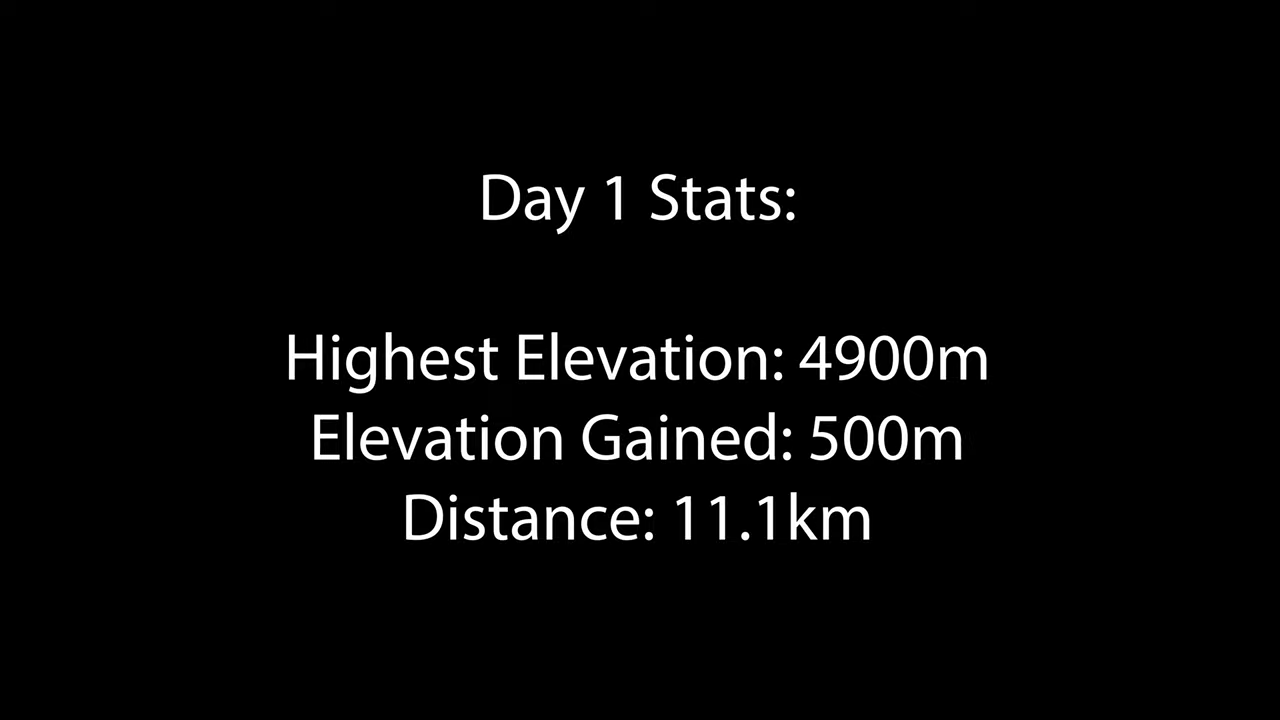 Day 1 Stats:
Highest Elevation: 4900m
Elevation Gained: 500m
Distance: 11.1km